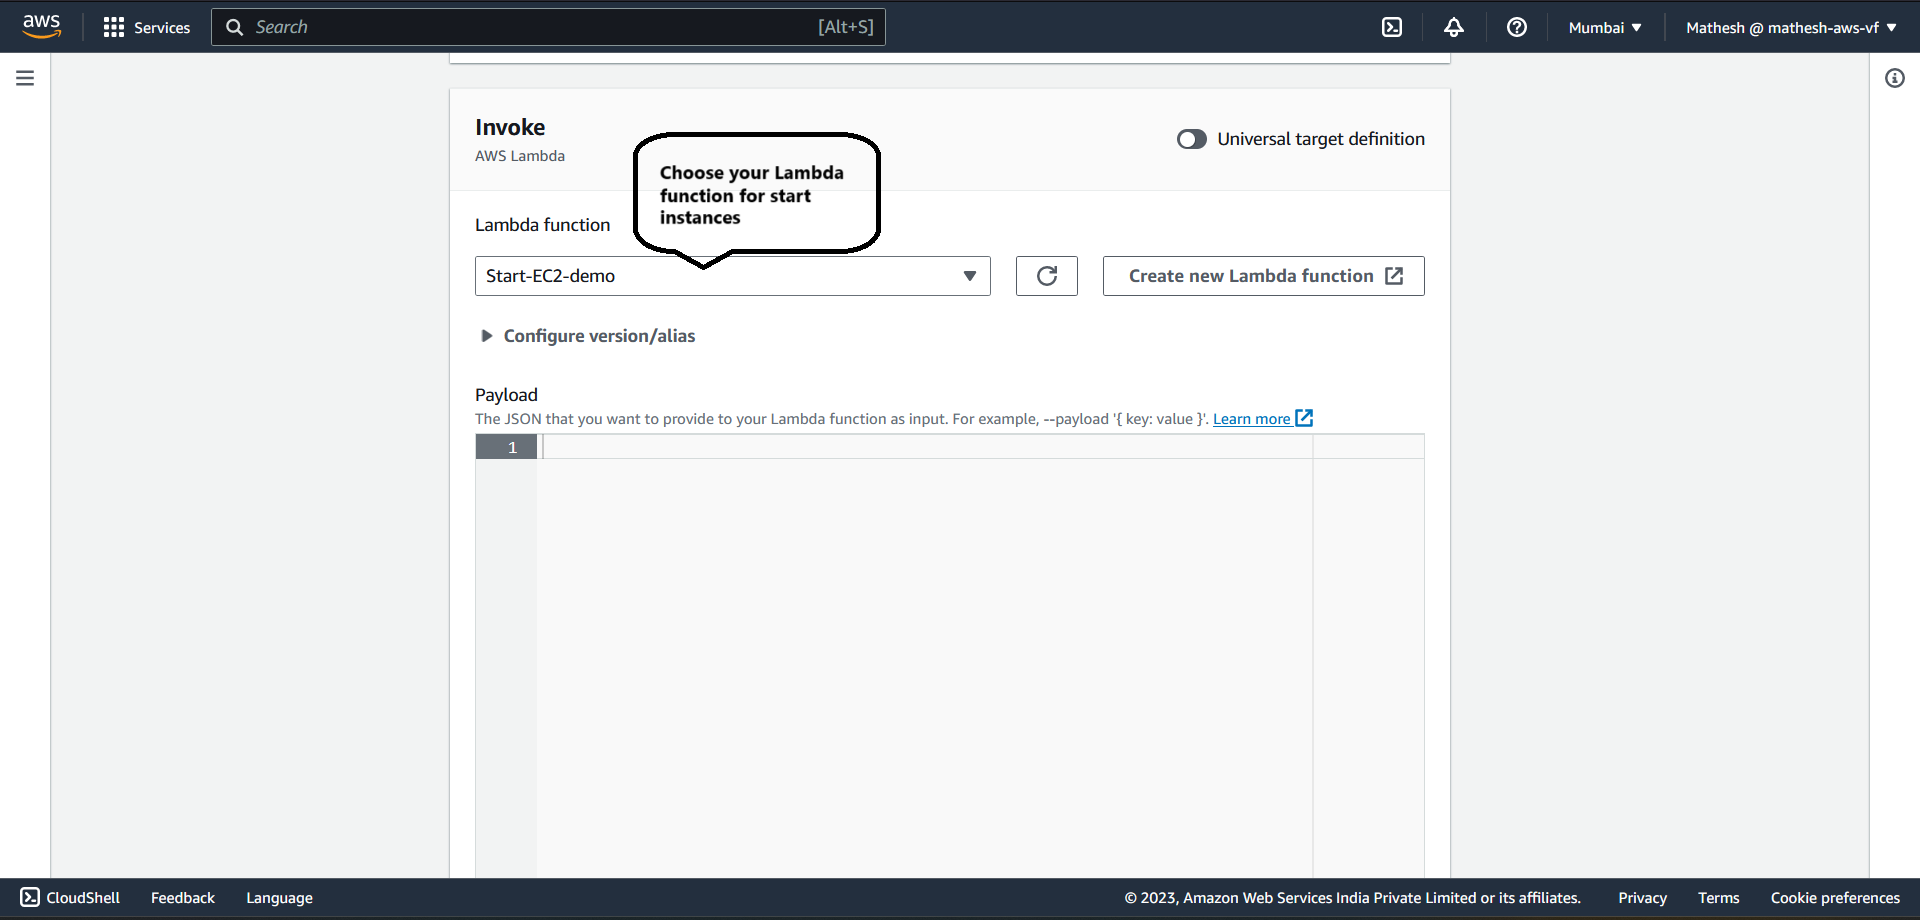 aws
Services
Search
[Alt+S]
Mumbai
Mathesh @ mathesh-aws-vf
Invoke
AWS Lambda
Universal target definition
Choose your Lambda
function for start
instances
Lambda function
Start-EC2-demo
Create new Lambda function
Configure version/alias
Payload
The JSON that you want to provide to your Lambda function as input. For example, --payload '{ key: value }'. Learn more
1
CloudShell
Feedback
Language
© 2023, Amazon Web Services India Private Limited or its affiliates.
Privacy
Terms
Cookie preferences